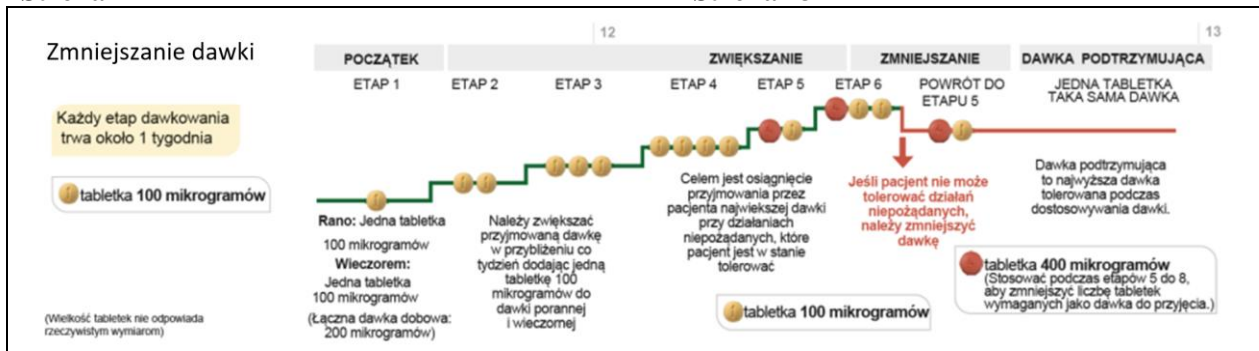 12
13
Zmniejszanie dawki
POCZĄTEK
ZWIĘKSZANIE
ZMNIEJSZANIE
DAWKA PODTRZYMUJĄCA
ETAP 1
ETAP 2
ETAP 3
ETAP 4
ETAP 5
ETAP 6
POWRÓT DO
ETAPU 5
JEDNA TABLETKA
TAKA SAMA DAWKA
Każdy etap dawkowania
trwa około 1 tygodnia
tabletka 100 mikrogramów
Rano: Jedna tabletka
100 mikrogramów
Wieczorem:
Jedna tabletka
100 mikrogramów
(Łączna dawka dobowa:
200 mikrogramów)
Należy zwiększać
przyjmowaną dawkę
w przybliżeniu co
tydzień dodając jedną
tabletkę 100
mikrogramów do
dawki porannej
i wieczornej
Celem jest osiągnięcie
przyjmowania przez
pacjenta największej dawki
przy działaniach
niepożądanych, które
pacjent jest w stanie
tolerować
Jeśli pacjent nie może
tolerować działań
niepożądanych,
należy zmniejszyć
dawkę
Dawka podtrzymująca
to najwyższa dawka
tolerowana podczas
dostosowywania dawki.
tabletka 400 mikrogramów
(Stosować podczas etapów 5 do 8,
aby zmniejszyć liczbę tabletek
wymaganych jako dawka do przyjęcia.)
tabletka 100 mikrogramów
(Wielkość tabletek nie odpowiada
rzeczywistym wymiarom)